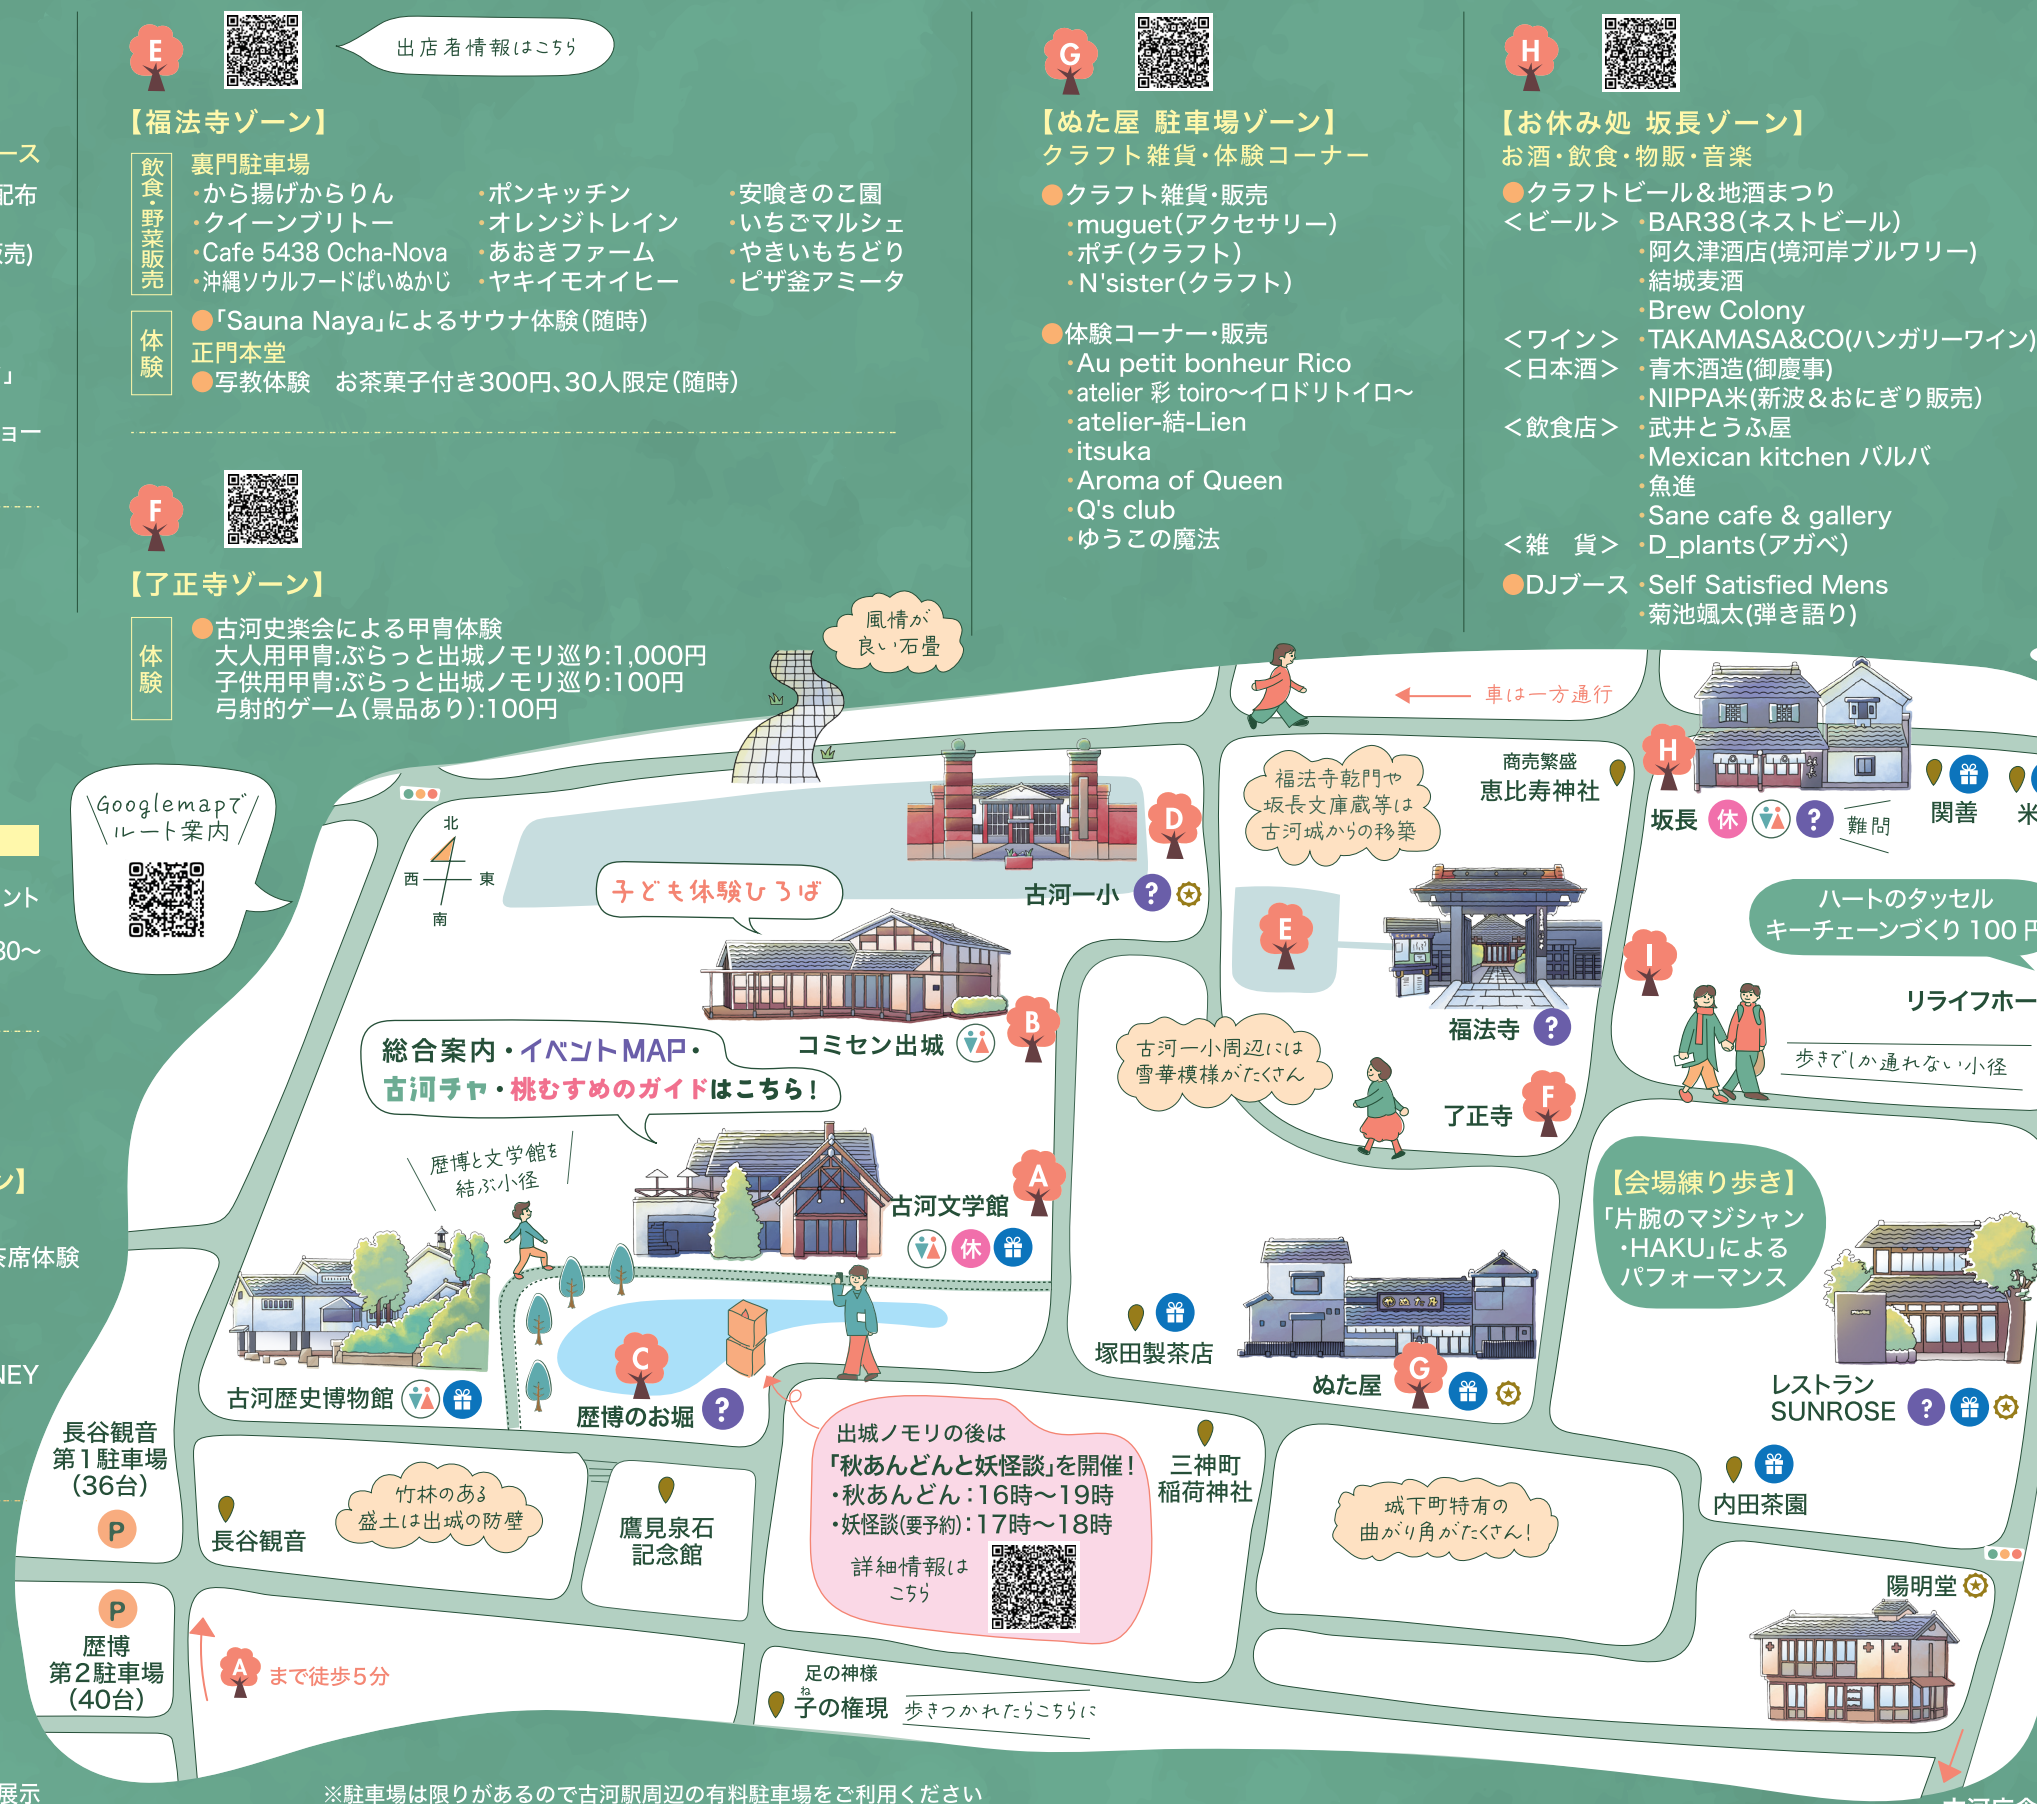 E
出店者情報はこちら
【福法寺ゾーン】
飲食・野菜販売
裏門駐車場
・から揚げからりん
・クイーンブリトー
・Cafe 5438 Ocha-Nova
・沖縄ソウルフードぱいぬかじ
・ポンキッチン
・オレンジトレイン
・あおきファーム
・ヤキイモオイヒー
・安喰きのこ園
・いちごマルシェ
・やきいもちどり
・ピザ釜アミータ
体験
●「Sauna Naya」によるサウナ体験（随時）
正門本堂
●写教体験　お茶菓子付き300円、30人限定（随時）
F
【了正寺ゾーン】
体験
●古河史楽会による甲冑体験
大人用甲冑:ぶらっと出城ノモリ巡り:1,000円
子供用甲冑:ぶらっと出城ノモリ巡り:100円
弓射的ゲーム（景品あり）:100円
G
【ぬた屋 駐車場ゾーン】
クラフト雑貨・体験コーナー
●クラフト雑貨・販売
・muguet（アクセサリー）
・ポチ（クラフト）
・N'sister（クラフト）
●体験コーナー・販売
・Au petit bonheur Rico
・atelier 彩 toiro〜イロドリトイロ〜
・atelier-結-Lien
・itsuka
・Aroma of Queen
・Q's club
・ゆうこの魔法
H
【お休み処 坂長ゾーン】
お酒・飲食・物販・音楽
●クラフトビール＆地酒まつり
＜ビール＞ ・BAR38（ネストビール）
・阿久津酒店(境河岸ブルワリー)
・結城麦酒
・Brew Colony
＜ワイン＞ ・TAKAMASA&CO(ハンガリーワイン)
＜日本酒＞ ・青木酒造(御慶事)
・NIPPA米(新波＆おにぎり販売）
＜飲食店＞ ・武井とうふ屋
・Mexican kitchen バルバ
・魚進
・Sane cafe & gallery
＜雑　貨＞ ・D_plants（アガベ）
●DJブース ・Self Satisfied Mens
・菊池颯太(弾き語り)
ース
配布
売)
」
ョー
ント
30〜
ン】
席体験
NEY
展示
風情が
良い石畳
車は一方通行
Googlemapで
ルート案内
北
西
東
南
D
古河一小
?
子ども体験ひろば
福法寺乾門や
坂長文庫蔵等は
古河城からの移築
商売繁盛
恵比寿神社
H
坂長
休
?
難問
関善
米
E
福法寺
?
I
ハートのタッセル
キーチェーンづくり 100 円
リライフホー
歩きでしか通れない小径
コミセン出城
B
総合案内・イベントMAP・
古河チャ・桃むすめのガイドはこちら！
古河一小周辺には
雪華模様がたくさん
了正寺
F
歴博と文学館を
結ぶ小径
古河文学館
A
休
【会場練り歩き】
「片腕のマジシャン
・HAKU」による
パフォーマンス
塚田製茶店
ぬた屋
ぬた屋
G
古河歴史博物館
C
歴博のお堀
?
レストラン
SUNROSE
?
長谷観音
第1駐車場
（36台）
P
長谷観音
竹林のある
盛土は出城の防壁
鷹見泉石
記念館
出城ノモリの後は
「秋あんどんと妖怪談」を開催！
・秋あんどん：16時〜19時
・妖怪談(要予約)：17時〜18時
詳細情報は
こちら
三神町
稲荷神社
城下町特有の
曲がり角がたくさん！
内田茶園
陽明堂
P
歴博
第2駐車場
（40台）
A
まで徒歩5分
足の神様
ね
子の権現
歩きつかれたらこちらに
※駐車場は限りがあるので古河駅周辺の有料駐車場をご利用ください